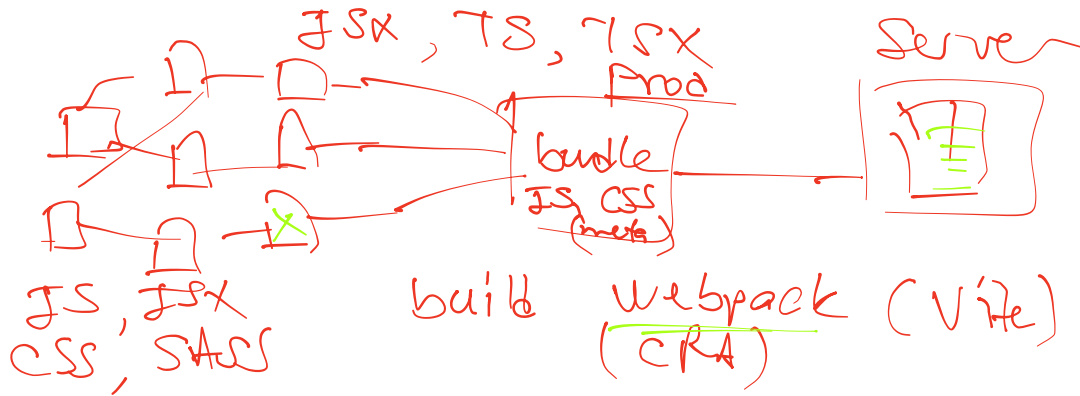 JSX, TS, TSX
Server
Prod
bundle
JS, CSS
(meta)
JS, JSX
CSS, SASS
build
Webpack (Vite)
(CRA)